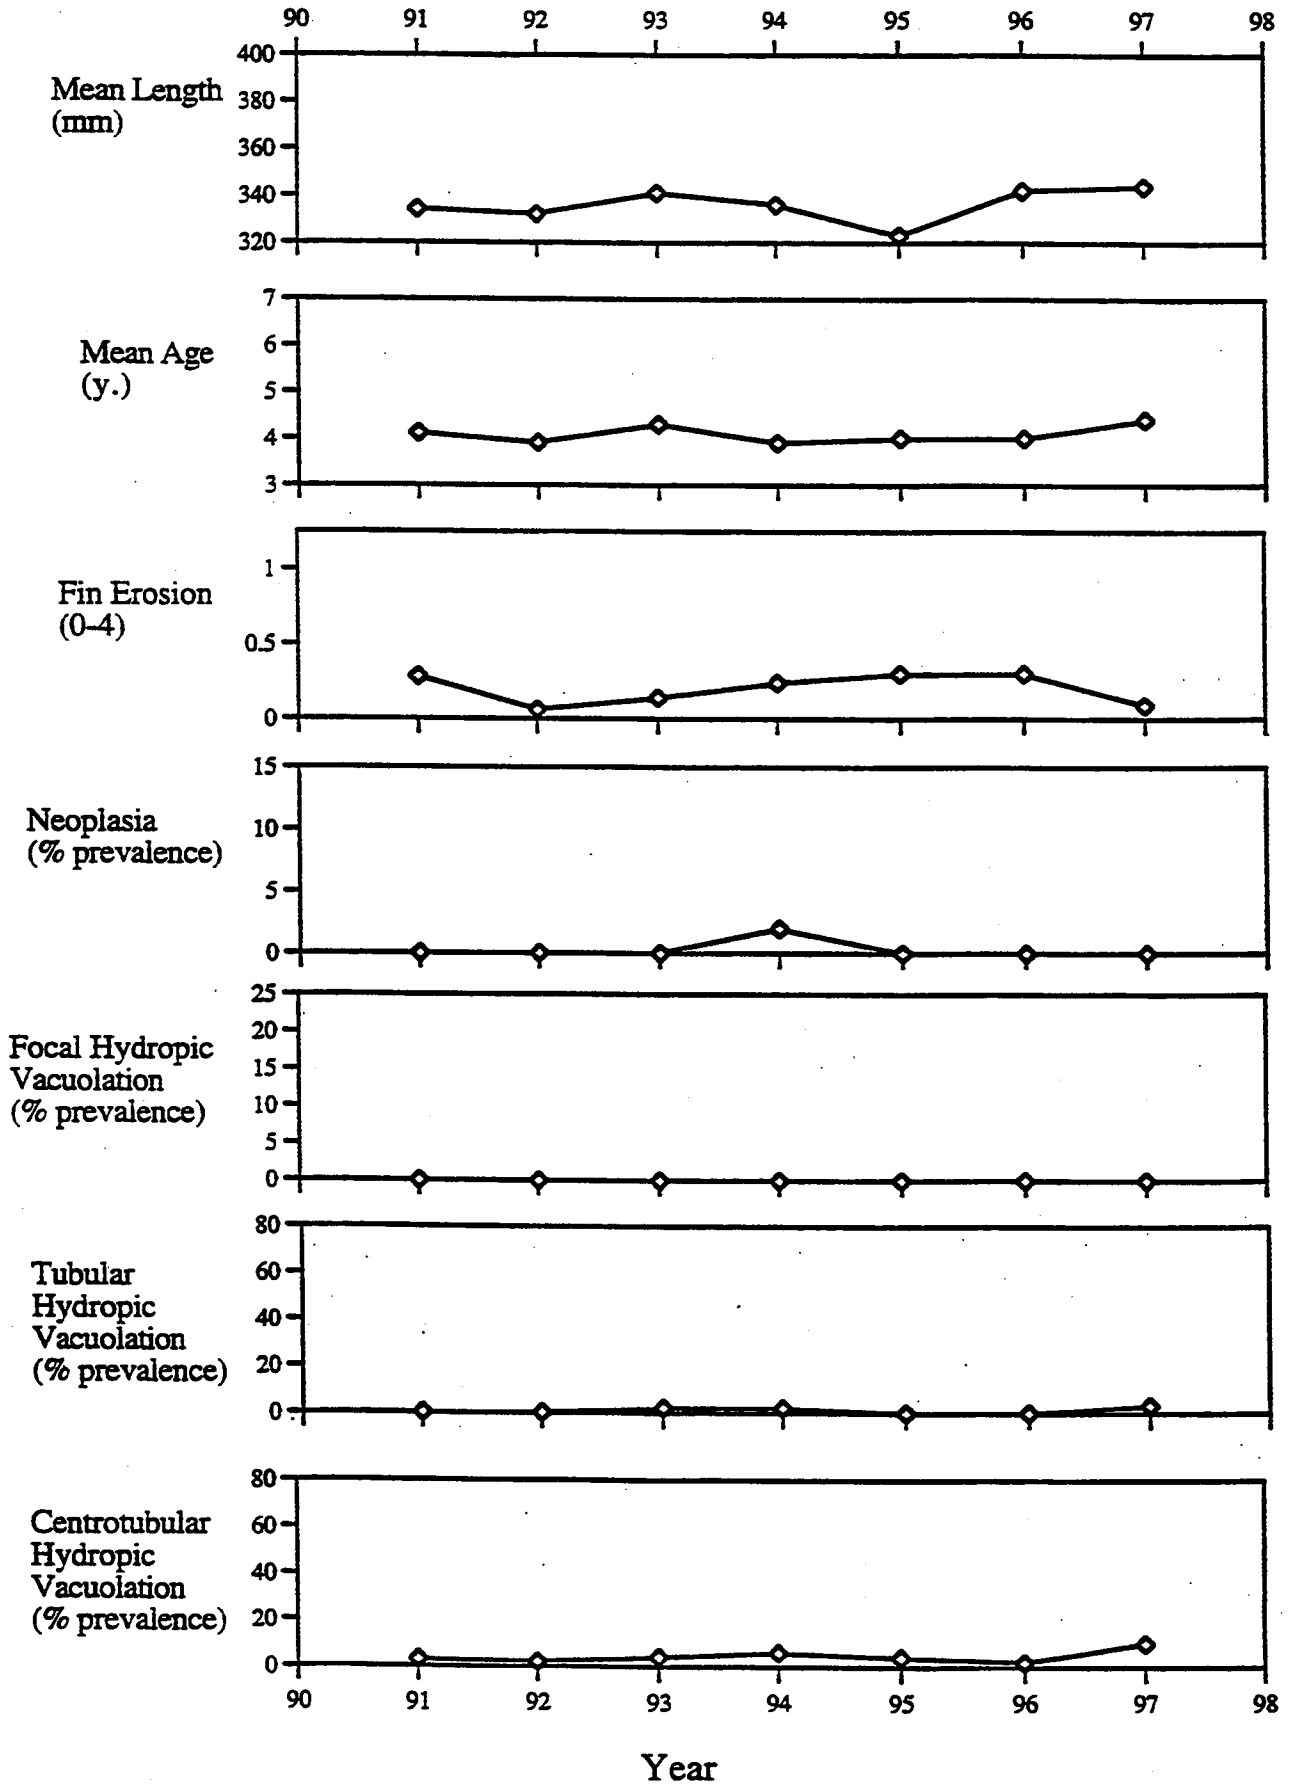 90 91 92 93 94 95 96 97 98
400
Mean Length 380
(mm)
360
340
320
7
6
Mean Age
(y.)
5
4
3
1
Fin Erosion
(0-4)
0.5
0
15
Neoplasia
10
(% prevalence)
5
0
25
20
Focal Hydropic
Vacuolation
15
(% prevalence)
10
5
0
80
Tubular
60
Hydropic
Vacuolation
40
(% prevalence)
20
0
80
Centrotubular
60
Hydropic
Vacuolation
40
(% prevalence)
20
0
90 91 92 93 94 95 96 97 98
Year